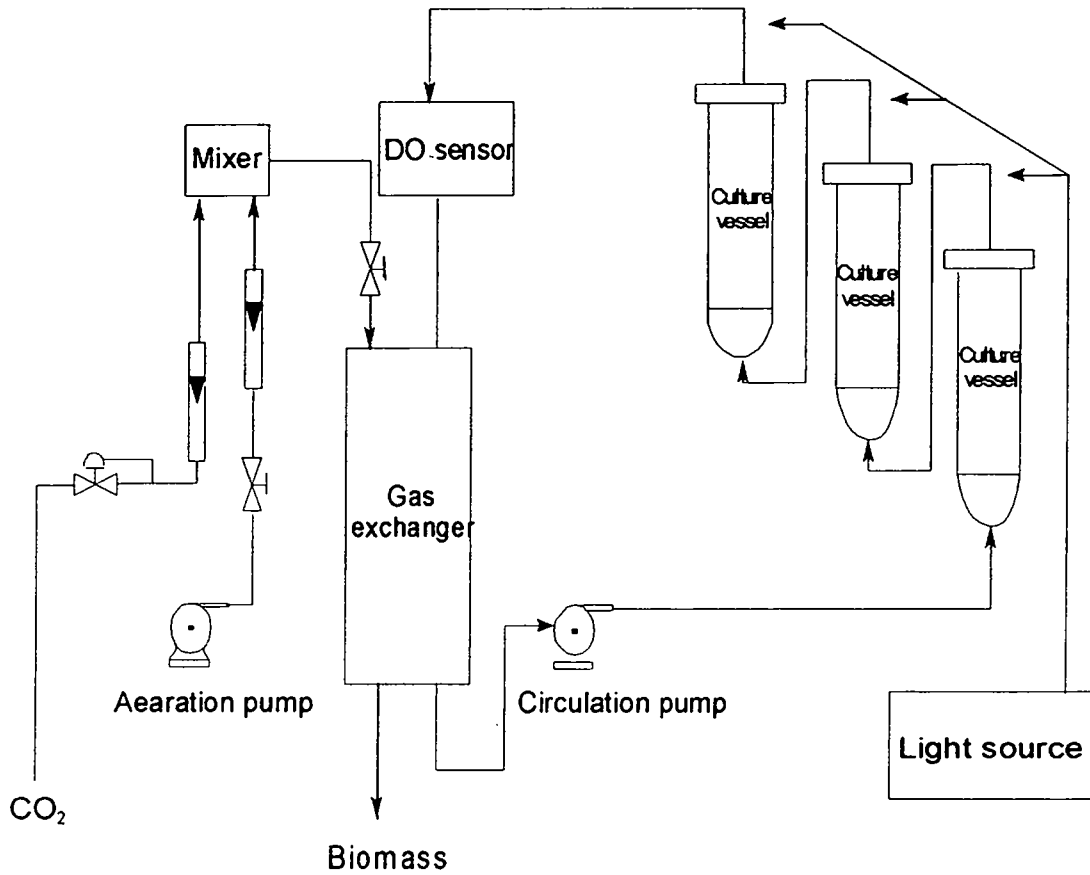 Mixer
DO sensor
Culture
vessel
Culture
vessel
Culture
vessel
Gas
exchanger
Aearation pump
Circulation pump
Light source
CO₂
Biomass